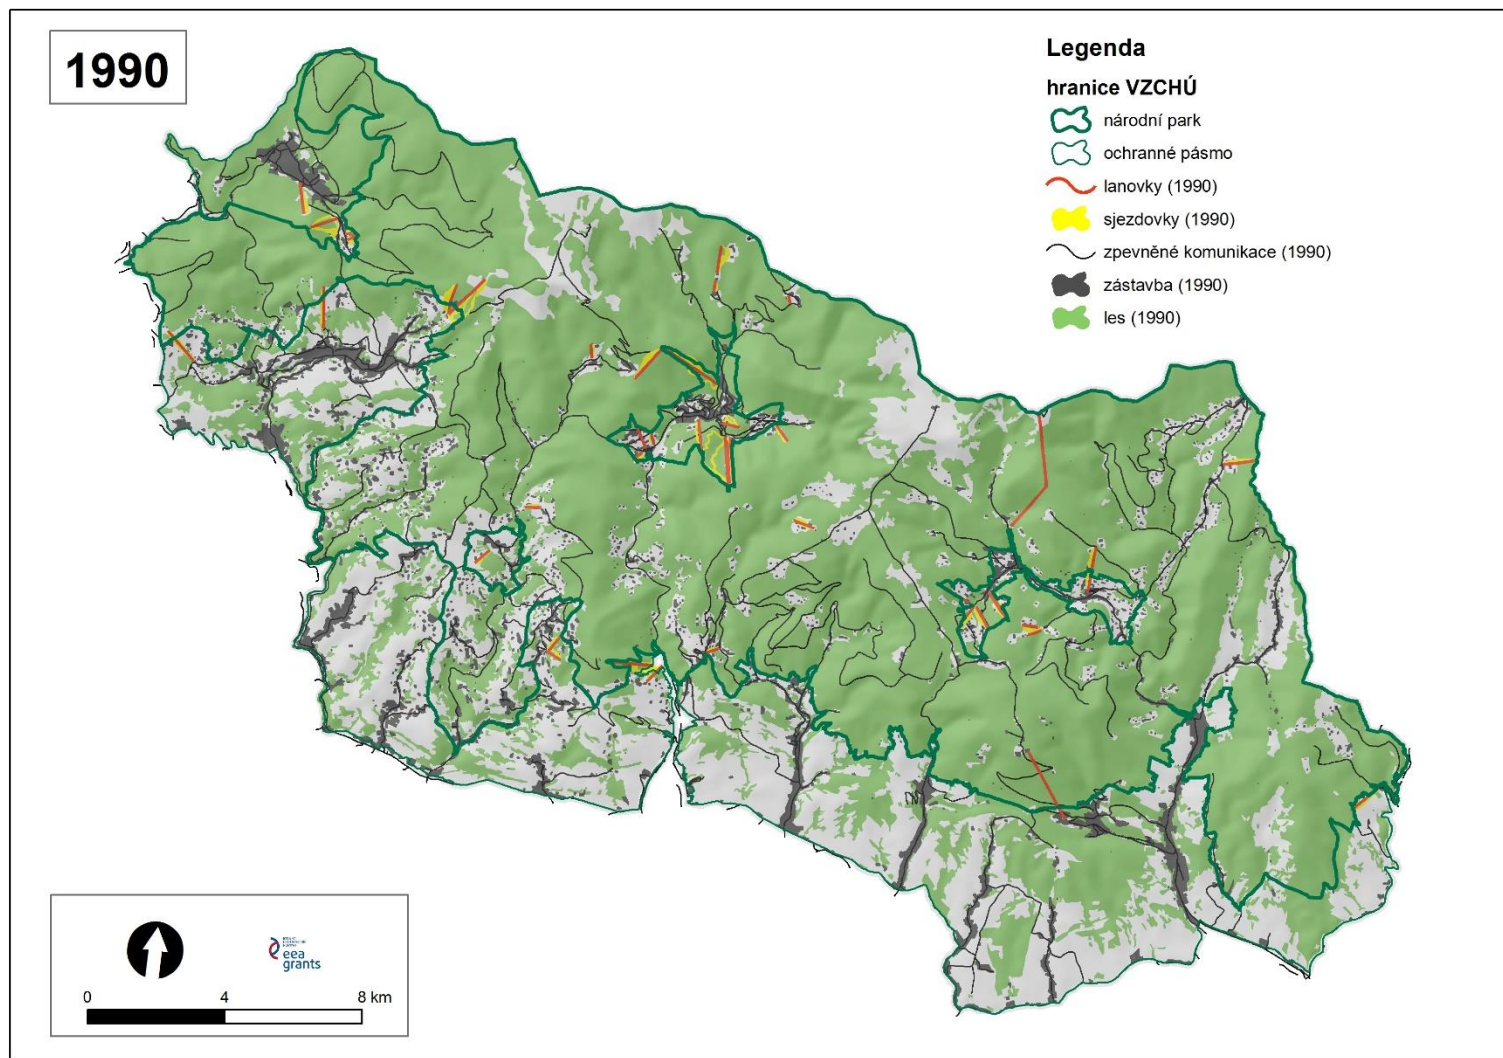 1990
Legenda
hranice VZCHÚ
národní park
ochranné pásmo
lanovky (1990)
sjezdovky (1990)
zpevněné komunikace (1990)
zástavba (1990)
les (1990)
eea
grants
0 4 8 km